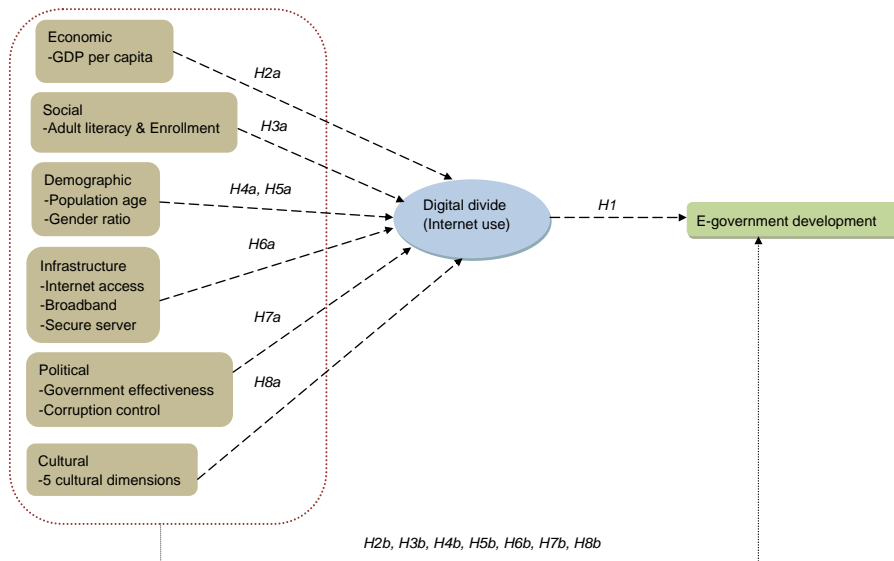 Economic
-GDP per capita
H2a
Social
-Adult literacy & Enrollment
H3a
Demographic
-Population age
-Gender ratio
H4a, H5a
Digital divide
(Internet use)
H1
E-government development
H6a
Infrastructure
-Internet access
-Broadband
-Secure server
H7a
Political
-Government effectiveness
-Corruption control
H8a
Cultural
-5 cultural dimensions
H2b, H3b, H4b, H5b, H6b, H7b, H8b